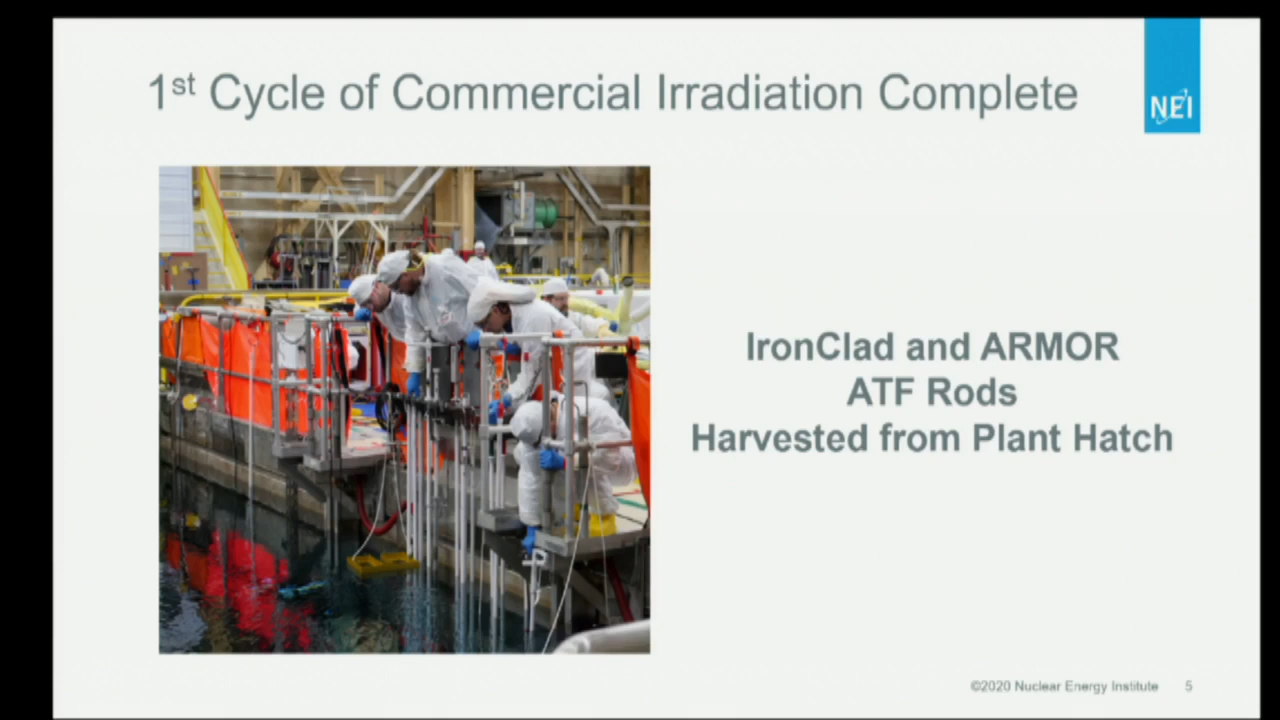 1st Cycle of Commercial Irradiation Complete
NEI
IronClad and ARMOR
ATF Rods
Harvested from Plant Hatch
©2020 Nuclear Energy Institute 5